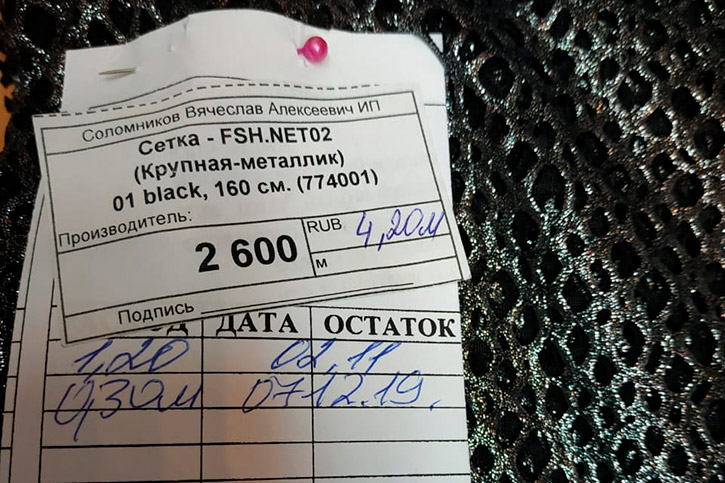 Соломников Вячеслав Алексеевич ИП
Сетка - FSH.NET02
(Крупная-металлик)
01 black, 160 см. (774001)
Производитель:
2 600 RUB 4,20м
м
Подпись
ДАТА ОСТАТОК
1,20 02.11
0,30м 07.12.19.